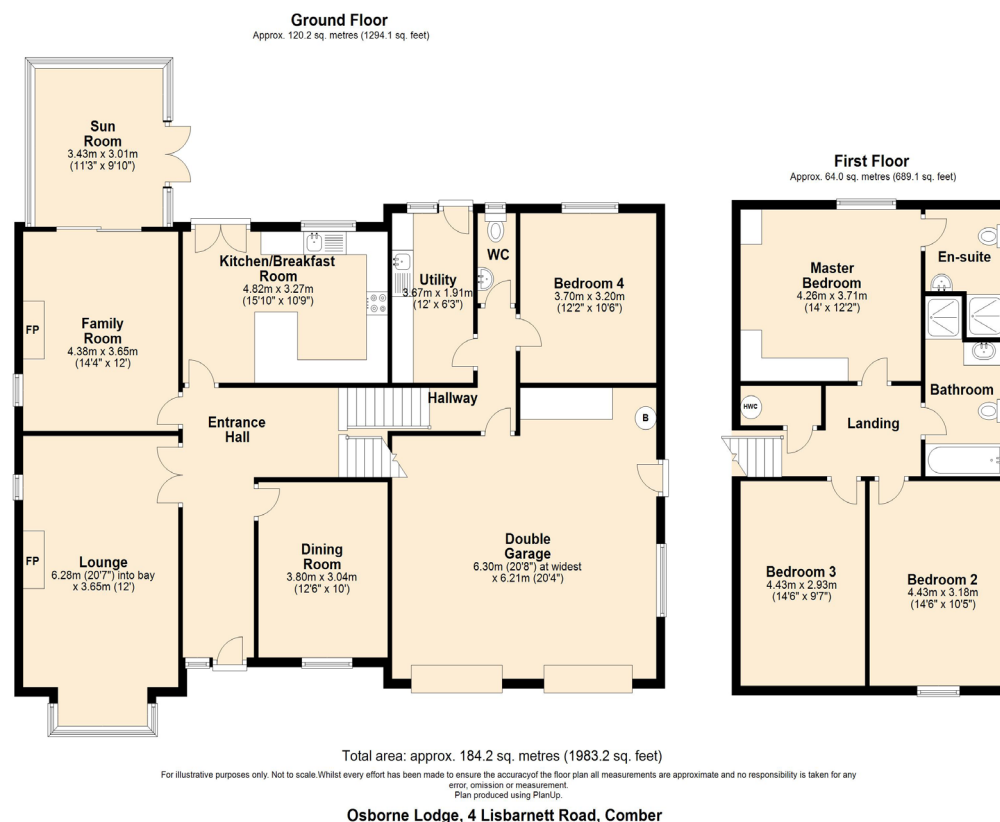 Ground Floor
Approx. 120.2 sq. metres (1294.1 sq. feet)
Sun
Room
3.43m x 3.01m
(11'3" x 9'10")
Kitchen/Breakfast
Room
4.82m x 3.27m
(15'10" x 10'9")
Utility
3.67m x 1.91m
(12' x 6'3")
WC
Bedroom 4
3.70m x 3.20m
(12'2" x 10'6")
FP
Family
Room
4.38m x 3.65m
(14'4" x 12')
Entrance
Hall
Hallway
B
FP
Lounge
6.28m (20'7") into bay
x 3.65m (12')
Dining
Room
3.80m x 3.04m
(12'6" x 10')
Double
Garage
6.30m (20'8") at widest
x 6.21m (20'4")
First Floor
Approx. 64.0 sq. metres (689.1 sq. feet)
Master
Bedroom
4.26m x 3.71m
(14' x 12'2")
En-suite
HWC
Landing
Bathroom
Bedroom 3
4.43m x 2.93m
(14'6" x 9'7")
Bedroom 2
4.43m x 3.18m
(14'6" x 10'5")
Total area: approx. 184.2 sq. metres (1983.2 sq. feet)
For illustrative purposes only. Not to scale.Whilst every effort has been made to ensure the accuracyof the floor plan all measurements are approximate and no responsibility is taken for any
error, omission or measurement.
Plan produced using PlanUp.
Osborne Lodge, 4 Lisbarnett Road, Comber